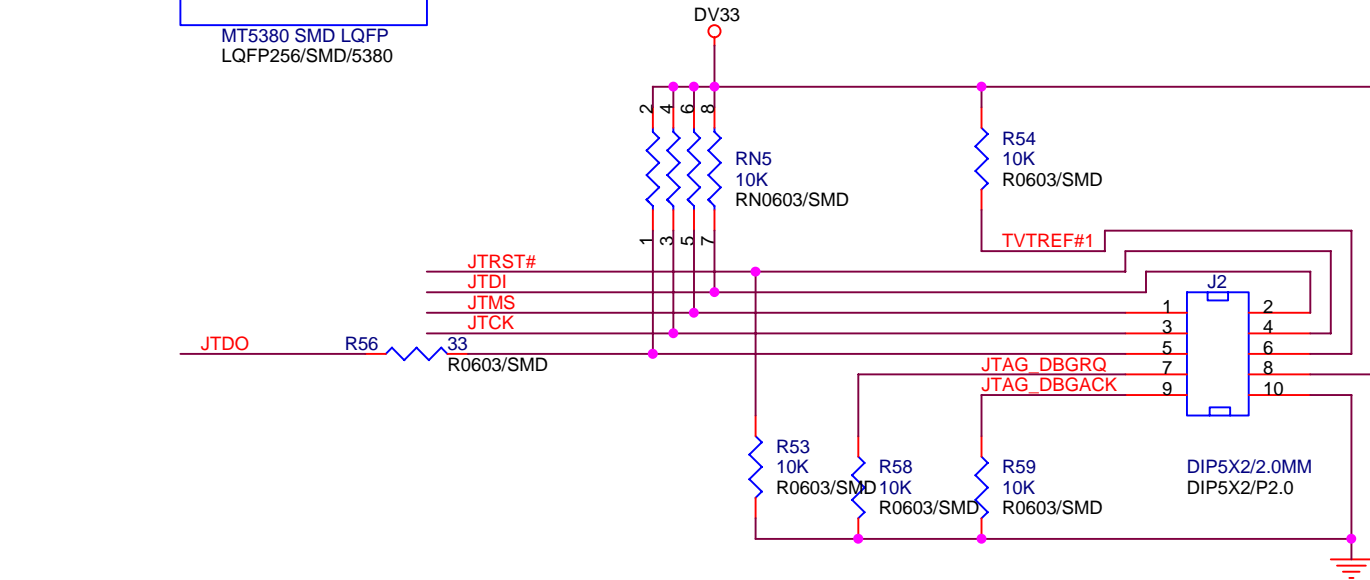 DV33
MT5380 SMD LQFP
LQFP256/SMD/5380
2 4 6 8
RN5
10K
RN0603/SMD
R54
10K
R0603/SMD
1 3 5 7
TVTREF#1
JTRST#
JTDI
JTMS
JTCK
JTDO
R56 33
R0603/SMD
J2
1 2
3 4
5 6
7 8
9 10
JTAG_DBGRQ
JTAG_DBGACK
R53
10K
R0603/SMD
R58
10K
R0603/SMD
R59
10K
R0603/SMD
DIP5X2/2.0MM
DIP5X2/P2.0